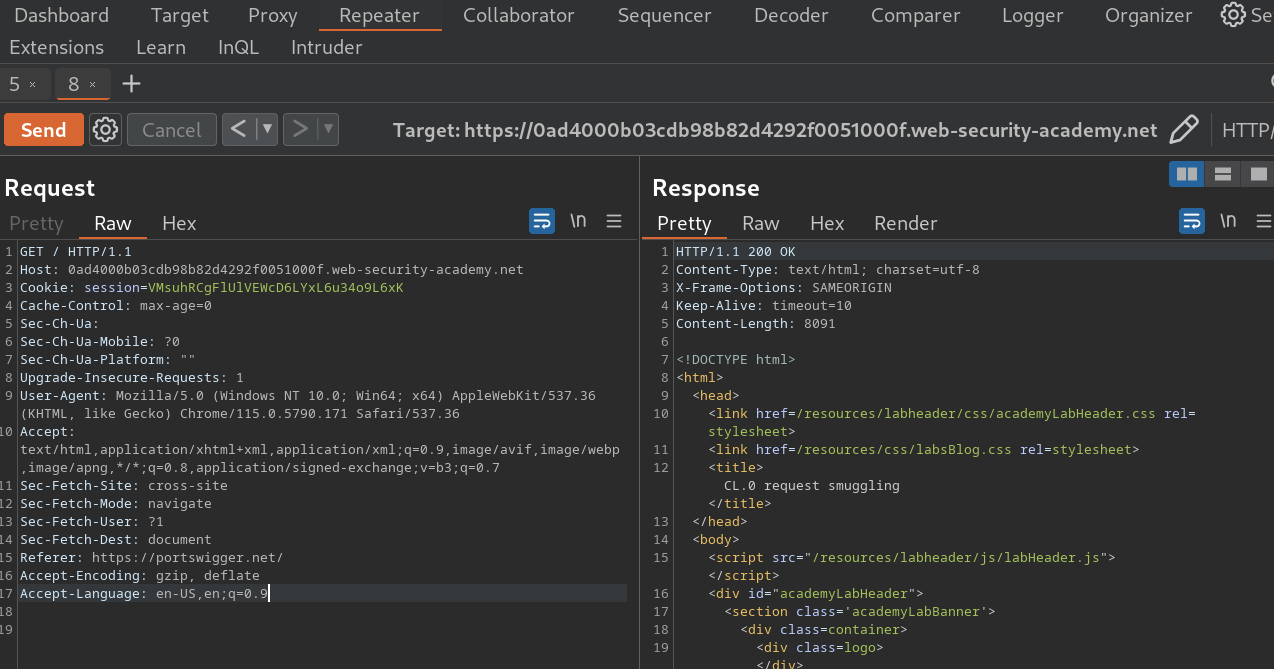 Dashboard Target Proxy Repeater Collaborator Sequencer Decoder Comparer Logger Organizer Se
Extensions Learn InQL Intruder
5 × 8 × +
Send Cancel < > Target: https://0ad4000b03cdb98b82d4292f0051000f.web-security-academy.net HTTP/
Request
Pretty Raw Hex \n
1 GET / HTTP/1.1
2 Host: 0ad4000b03cdb98b82d4292f0051000f.web-security-academy.net
3 Cookie: session=VMsuhRCgFlUlVEWcD6LYxL6u34o9L6xK
4 Cache-Control: max-age=0
5 Sec-Ch-Ua:
6 Sec-Ch-Ua-Mobile: ?0
7 Sec-Ch-Ua-Platform: ""
8 Upgrade-Insecure-Requests: 1
9 User-Agent: Mozilla/5.0 (Windows NT 10.0; Win64; x64) AppleWebKit/537.36
(KHTML, like Gecko) Chrome/115.0.5790.171 Safari/537.36
10 Accept:
text/html,application/xhtml+xml,application/xml;q=0.9,image/avif,image/webp
,image/apng,*/*;q=0.8,application/signed-exchange;v=b3;q=0.7
11 Sec-Fetch-Site: cross-site
12 Sec-Fetch-Mode: navigate
13 Sec-Fetch-User: ?1
14 Sec-Fetch-Dest: document
15 Referer: https://portswigger.net/
16 Accept-Encoding: gzip, deflate
17 Accept-Language: en-US,en;q=0.9
18
19
Response
Pretty Raw Hex Render \n
1 HTTP/1.1 200 OK
2 Content-Type: text/html; charset=utf-8
3 X-Frame-Options: SAMEORIGIN
4 Keep-Alive: timeout=10
5 Content-Length: 8091
6
7 <!DOCTYPE html>
8 <html>
9 <head>
10 <link href=/resources/labheader/css/academyLabHeader.css rel=
stylesheet>
11 <link href=/resources/css/labsBlog.css rel=stylesheet>
12 <title>
CL.0 request smuggling
</title>
13 </head>
14 <body>
15 <script src="/resources/labheader/js/labHeader.js">
</script>
16 <div id="academyLabHeader">
17 <section class='academyLabBanner'>
18 <div class=container>
19 <div class=logo>
</div>